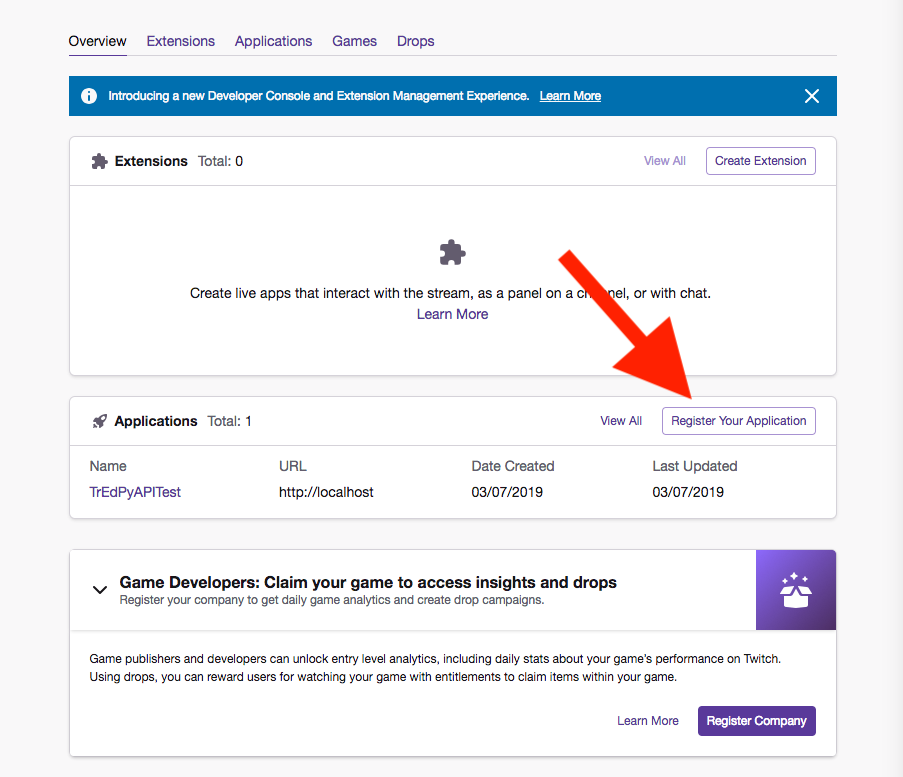 Overview Extensions Applications Games Drops
Introducing a new Developer Console and Extension Management Experience. Learn More
Extensions Total: 0 View All Create Extension
Create live apps that interact with the stream, as a panel on a channel, or with chat.
Learn More
Applications Total: 1 View All Register Your Application
Name URL Date Created Last Updated
TrEdPyAPITest http://localhost 03/07/2019 03/07/2019
Game Developers: Claim your game to access insights and drops
Register your company to get daily game analytics and create drop campaigns.
Game publishers and developers can unlock entry level analytics, including daily stats about your game's performance on Twitch.
Using drops, you can reward users for watching your game with entitlements to claim items within your game.
Learn More Register Company